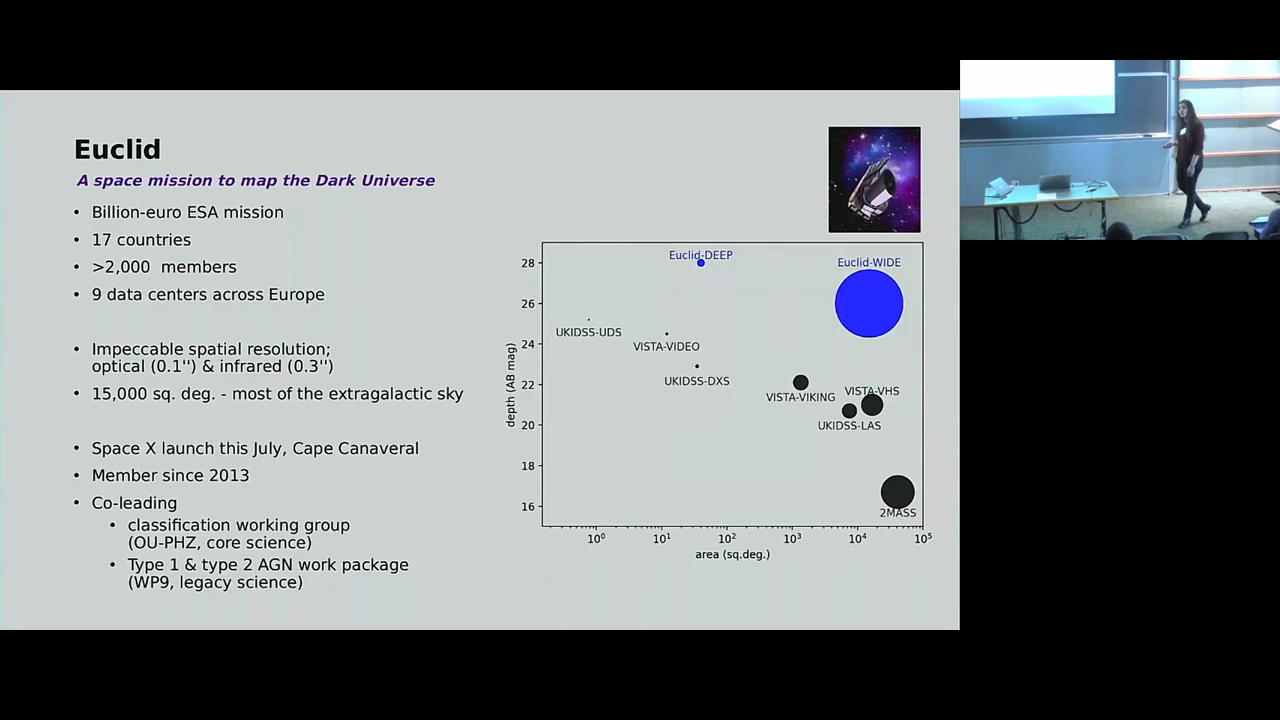 Euclid
A space mission to map the Dark Universe
• Billion-euro ESA mission
• 17 countries
• >2,000 members
• 9 data centers across Europe
• Impeccable spatial resolution;
optical (0.1'') & infrared (0.3'')
• 15,000 sq. deg. - most of the extragalactic sky
• Space X launch this July, Cape Canaveral
• Member since 2013
• Co-leading
• classification working group
(OU-PHZ, core science)
• Type 1 & type 2 AGN work package
(WP9, legacy science)
depth (AB mag)
28
26
24
22
20
18
16
Euclid-DEEP
Euclid-WIDE
UKIDSS-UDS
VISTA-VIDEO
UKIDSS-DXS
VISTA-VIKING
VISTA-VHS
UKIDSS-LAS
2MASS
10⁰ 10¹ 10² 10³ 10⁴ 10⁵
area (sq.deg.)